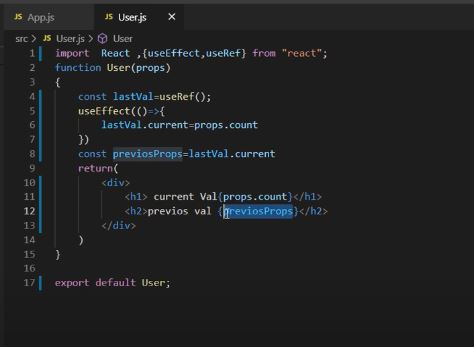 JS App.js JS User.js ×
src > JS User.js > User
1 import React ,{useEffect,useRef} from "react";
2 function User(props)
3 {
4 const lastVal=useRef();
5 useEffect(()=>{
6 lastVal.current=props.count
7 })
8 const previosProps=lastVal.current
9 return(
10 <div>
11 <h1> current Val{props.count}</h1>
12 <h2>previos val {previosProps}</h2>
13 </div>
14 )
15 }
16
17 export default User;